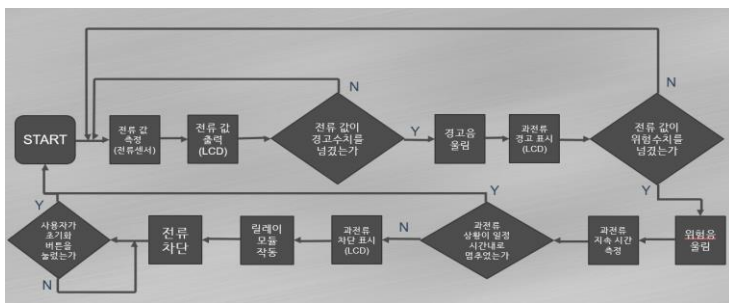 N
N
START
전류 값
측정
(전류센서)
전류 값
출력
(LCD)
전류 값이
경고수치를
넘겼는가
Y
경고음
울림
과전류
경고 표시
(LCD)
전류 값이
위험수치를
넘겼는가
Y
Y
Y
사용자가
초기화
버튼을
눌렀는가
N
전류
차단
릴레이
모듈
작동
과전류
차단 표시
(LCD)
N
과전류
상황이 일정
시간내로
멈추었는가
과전류
지속 시간
측정
위험음
울림